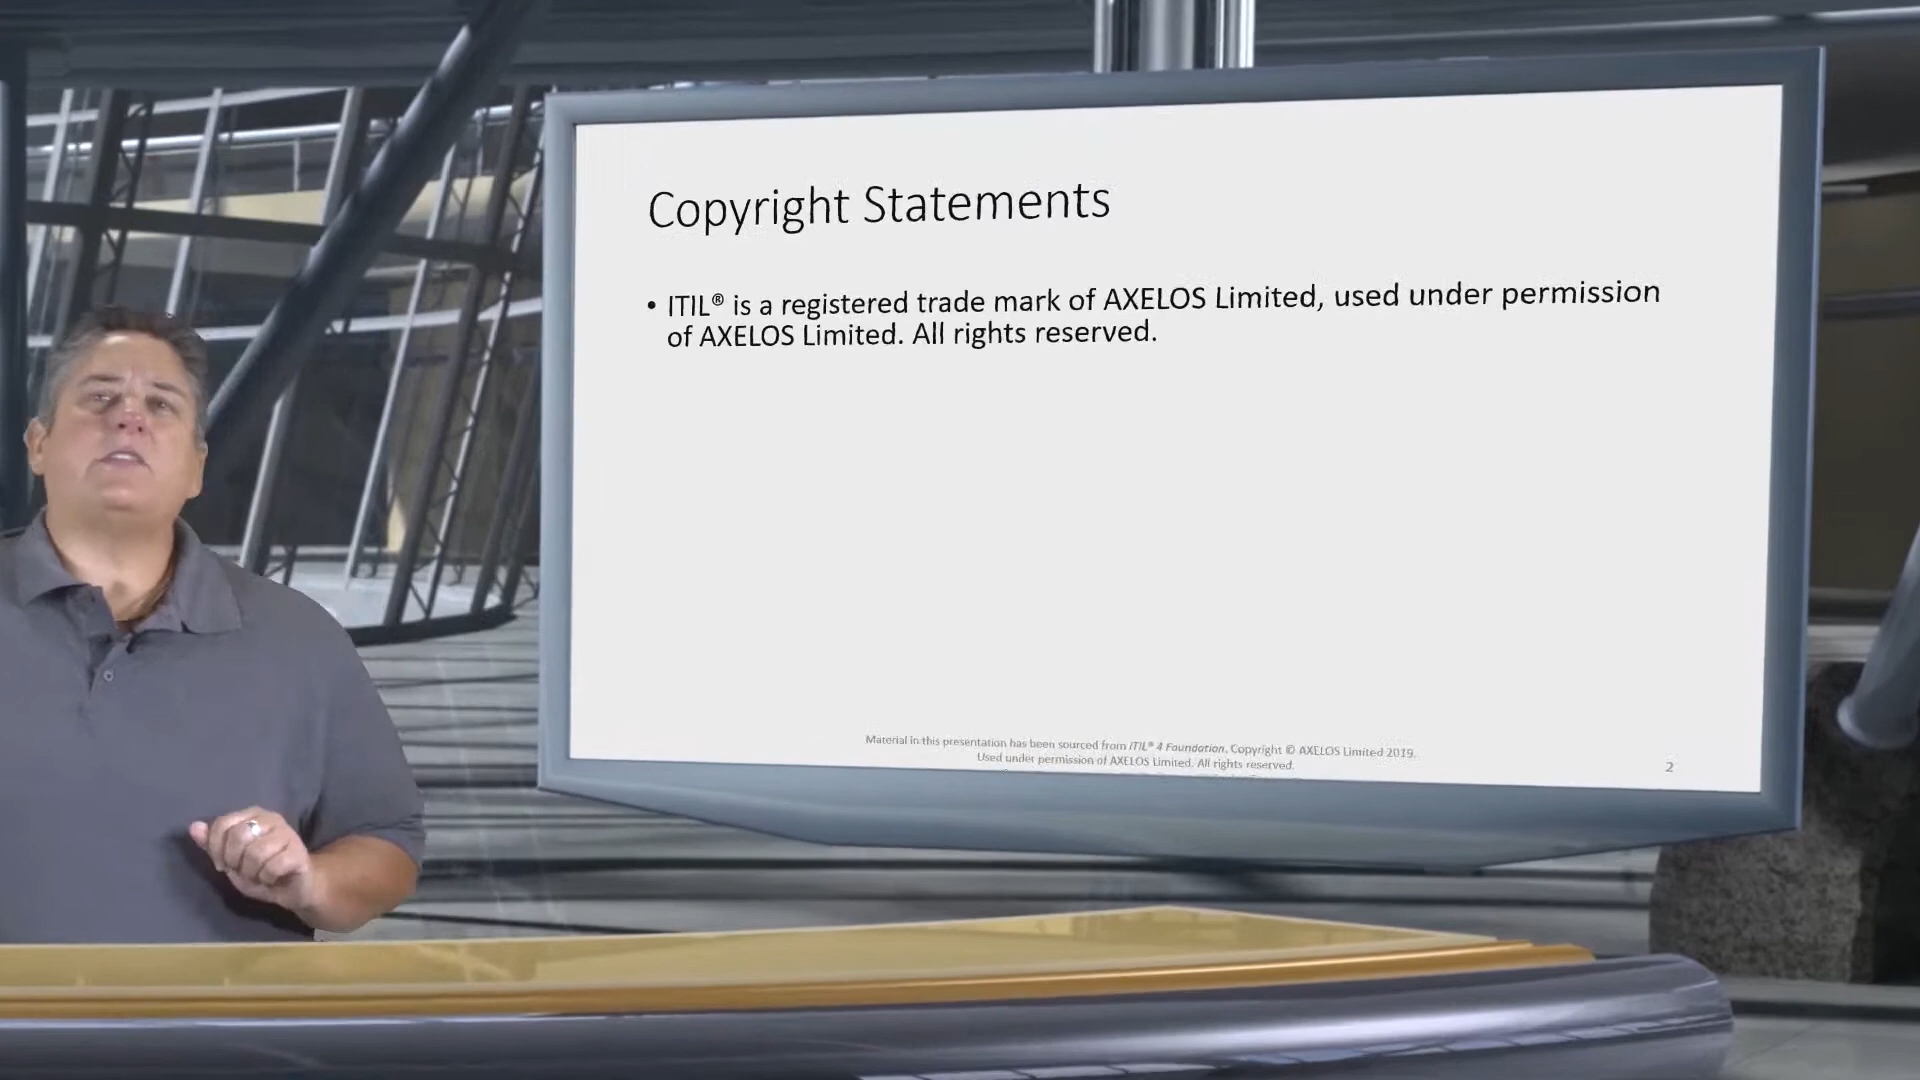 Copyright Statements
• ITIL® is a registered trade mark of AXELOS Limited, used under permission
of AXELOS Limited. All rights reserved.
Material in this presentation has been sourced from ITIL® 4 Foundation, Copyright © AXELOS Limited 2019.
Used under permission of AXELOS Limited. All rights reserved.
2